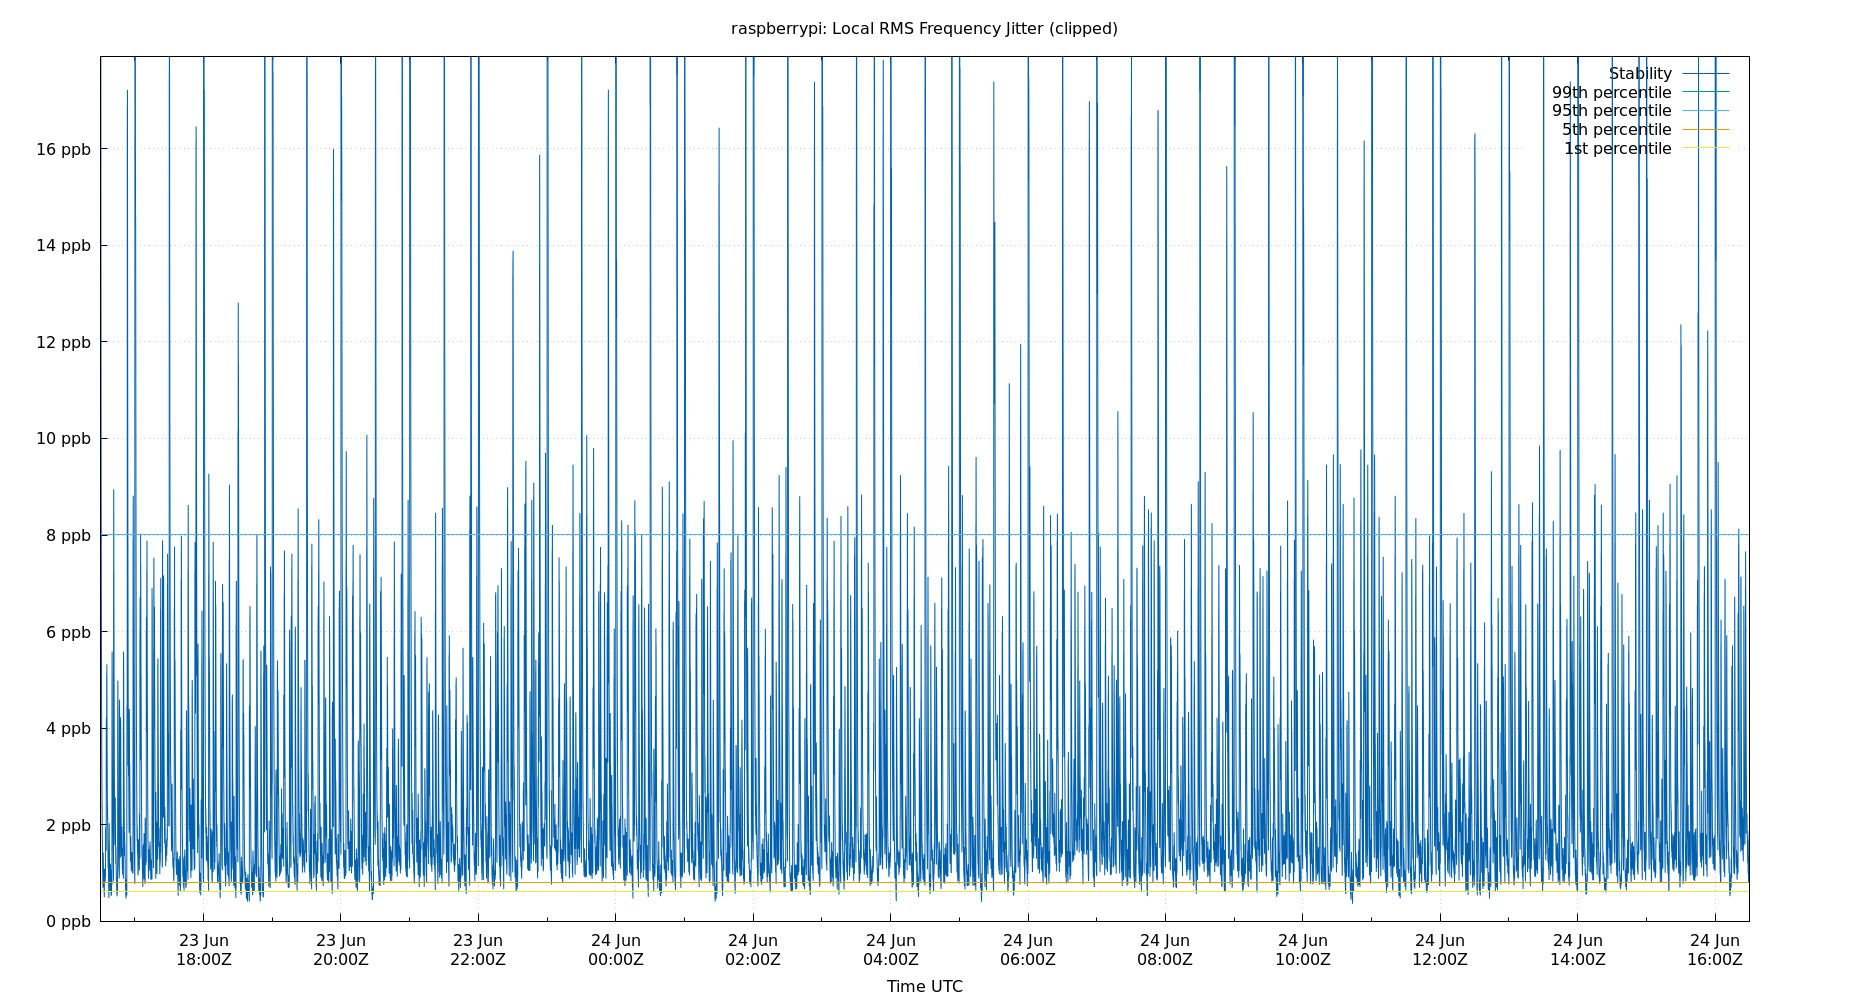 raspberrypi: Local RMS Frequency Jitter (clipped)
Stability
99th percentile
95th percentile
5th percentile
1st percentile
16 ppb
14 ppb
12 ppb
10 ppb
8 ppb
6 ppb
4 ppb
2 ppb
0 ppb
23 Jun 23 Jun 23 Jun 24 Jun 24 Jun 24 Jun 24 Jun 24 Jun 24 Jun 24 Jun 24 Jun 24 Jun
18:00Z 20:00Z 22:00Z 00:00Z 02:00Z 04:00Z 06:00Z 08:00Z 10:00Z 12:00Z 14:00Z 16:00Z
Time UTC